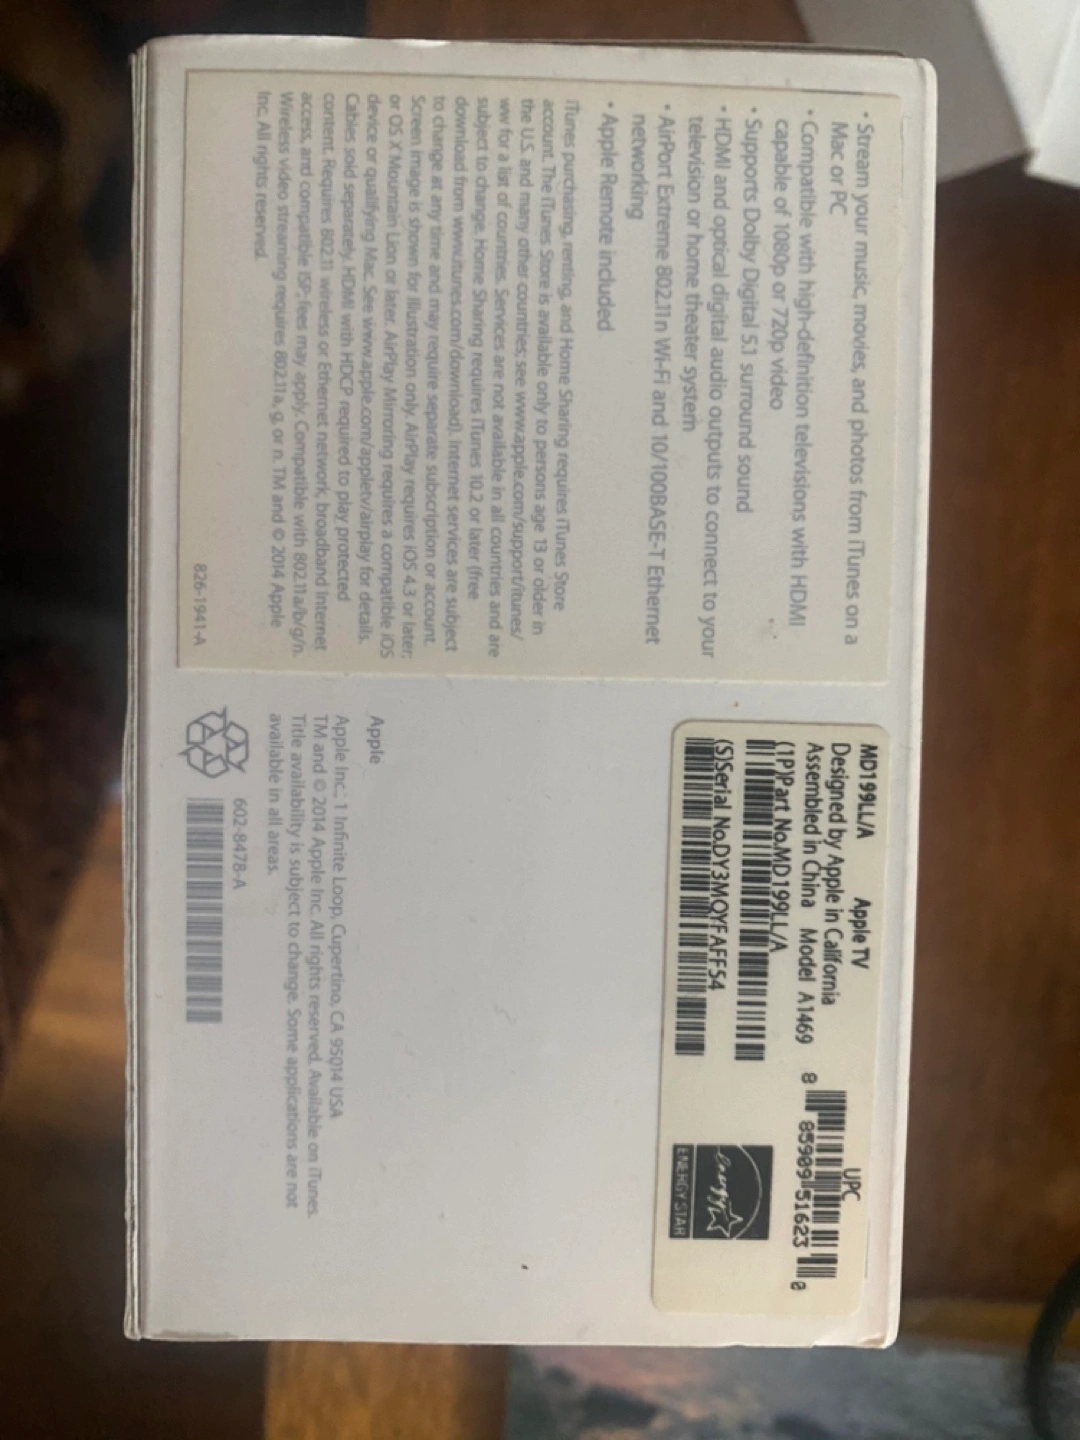 • Stream your music, movies, and photos from iTunes on a
Mac or PC
• Compatible with high-definition televisions with HDMI
capable of 1080p or 720p video
• Supports Dolby Digital 5.1 surround sound
• HDMI and optical digital audio outputs to connect to your
television or home theater system
• AirPort Extreme 802.11n Wi-Fi and 10/100BASE-T Ethernet
networking
• Apple Remote included
iTunes purchasing, renting, and Home Sharing requires iTunes Store
account. The iTunes Store is available only to persons age 13 or older in
the U.S. and many other countries; see www.apple.com/support/itunes/
ww for a list of countries. Services are not available in all countries and are
subject to change. Home Sharing requires iTunes 10.2 or later (free
download from www.itunes.com/download). Internet services are subject
to change at any time and may require separate subscription or account.
Screen image is shown for illustration only. AirPlay requires iOS 4.3 or later;
or OS X Mountain Lion or later. AirPlay Mirroring requires a compatible iOS
device or qualifying Mac. See www.apple.com/appletv/airplay for details.
Cables sold separately. HDMI with HDCP required to play protected
content. Requires 802.11 wireless or Ethernet network, broadband Internet
access, and compatible ISP; fees may apply. Compatible with 802.11a/b/g/n.
Wireless video streaming requires 802.11a, g, or n. TM and © 2014 Apple
Inc. All rights reserved.
826-1941-A
MD199LL/A Apple TV
Designed by Apple in California
Assembled in China Model A1469
(1P)Part No.MD199LL/A
(S)Serial No.DY3MQYFAFF54
UPC
8 85909 51623 0
energy
ENERGY STAR
Apple
Apple Inc., 1 Infinite Loop, Cupertino, CA 95014 USA
TM and © 2014 Apple Inc. All rights reserved. Available on iTunes.
Title availability is subject to change. Some applications are not
available in all areas.
602-8478-A